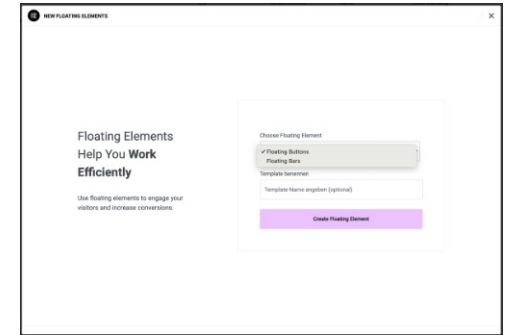 NEW FLOATING ELEMENTS
Floating Elements
Help You Work
Efficiently
Use floating elements to engage your
visitors and increase conversions.
Choose Floating Element
✓ Floating Buttons
Floating Bars
Template benennen
Template-Name angeben (optional)
Create Floating Element